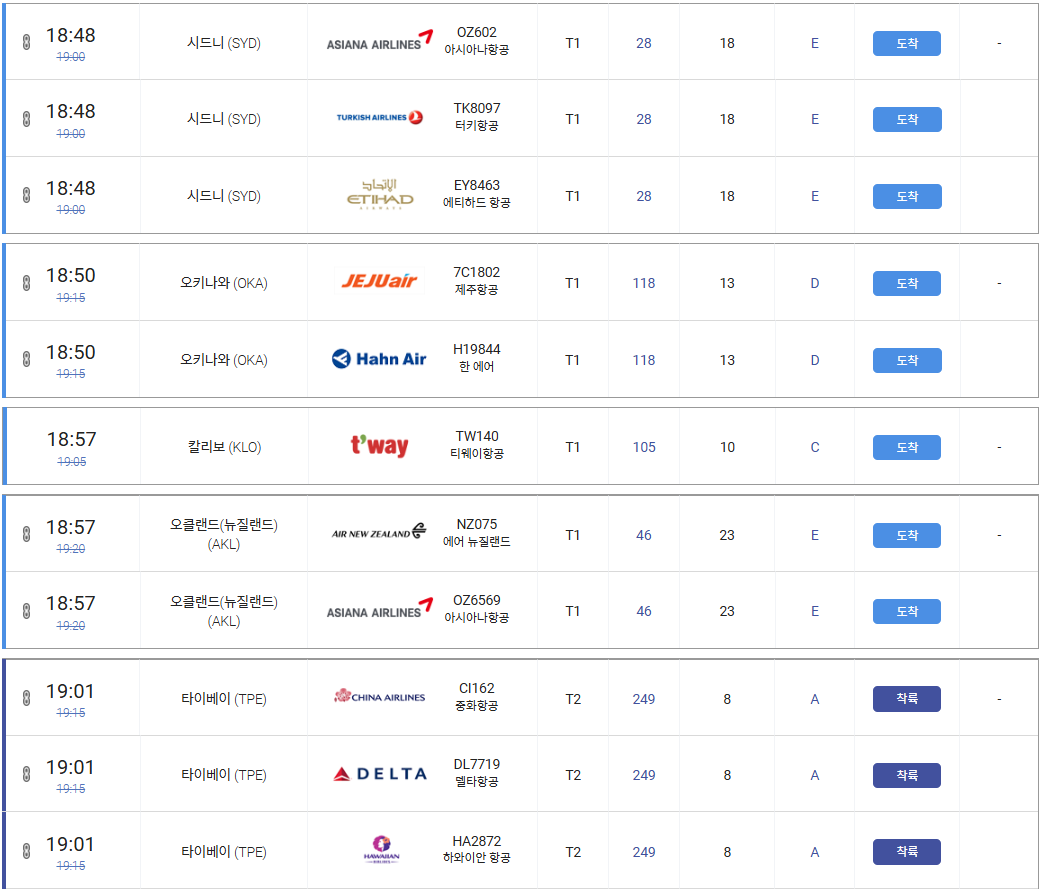 18:48
19:00
시드니 (SYD)
ASIANA AIRLINES
OZ602
아시아나항공
T1
28
18
E
도착
-
18:48
19:00
시드니 (SYD)
TURKISH AIRLINES
TK8097
터키항공
T1
28
18
E
도착
18:48
19:00
시드니 (SYD)
الإتحاد
ETIHAD
AIRWAYS
EY8463
에티하드 항공
T1
28
18
E
도착
18:50
19:15
오키나와 (OKA)
JEJUair
7C1802
제주항공
T1
118
13
D
도착
-
18:50
19:15
오키나와 (OKA)
Hahn Air
H19844
한 에어
T1
118
13
D
도착
18:57
19:05
칼리보 (KLO)
t'way
TW140
티웨이항공
T1
105
10
C
도착
-
18:57
19:20
오클랜드(뉴질랜드)
(AKL)
AIR NEW ZEALAND
NZ075
에어 뉴질랜드
T1
46
23
E
도착
-
18:57
19:20
오클랜드(뉴질랜드)
(AKL)
ASIANA AIRLINES
OZ6569
아시아나항공
T1
46
23
E
도착
19:01
19:15
타이베이 (TPE)
CHINA AIRLINES
CI162
중화항공
T2
249
8
A
착륙
-
19:01
19:15
타이베이 (TPE)
DELTA
DL7719
델타항공
T2
249
8
A
착륙
19:01
19:15
타이베이 (TPE)
HAWAIIAN
AIRLINES
HA2872
하와이안 항공
T2
249
8
A
착륙